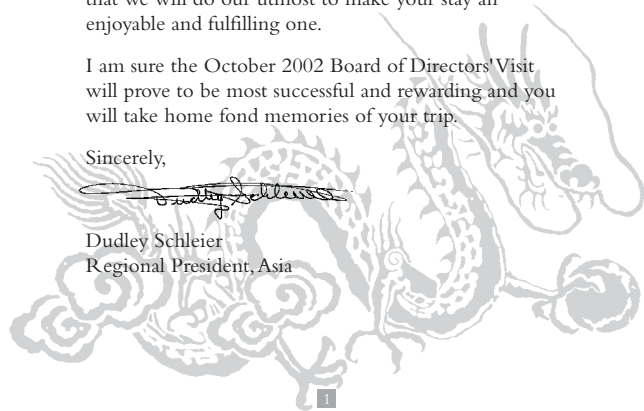 that we will do our utmost to make your stay an
enjoyable and fulfilling one.
I am sure the October 2002 Board of Directors' Visit
will prove to be most successful and rewarding and you
will take home fond memories of your trip.
Sincerely,
Dudley Schleier
Dudley Schleier
Regional President, Asia
1